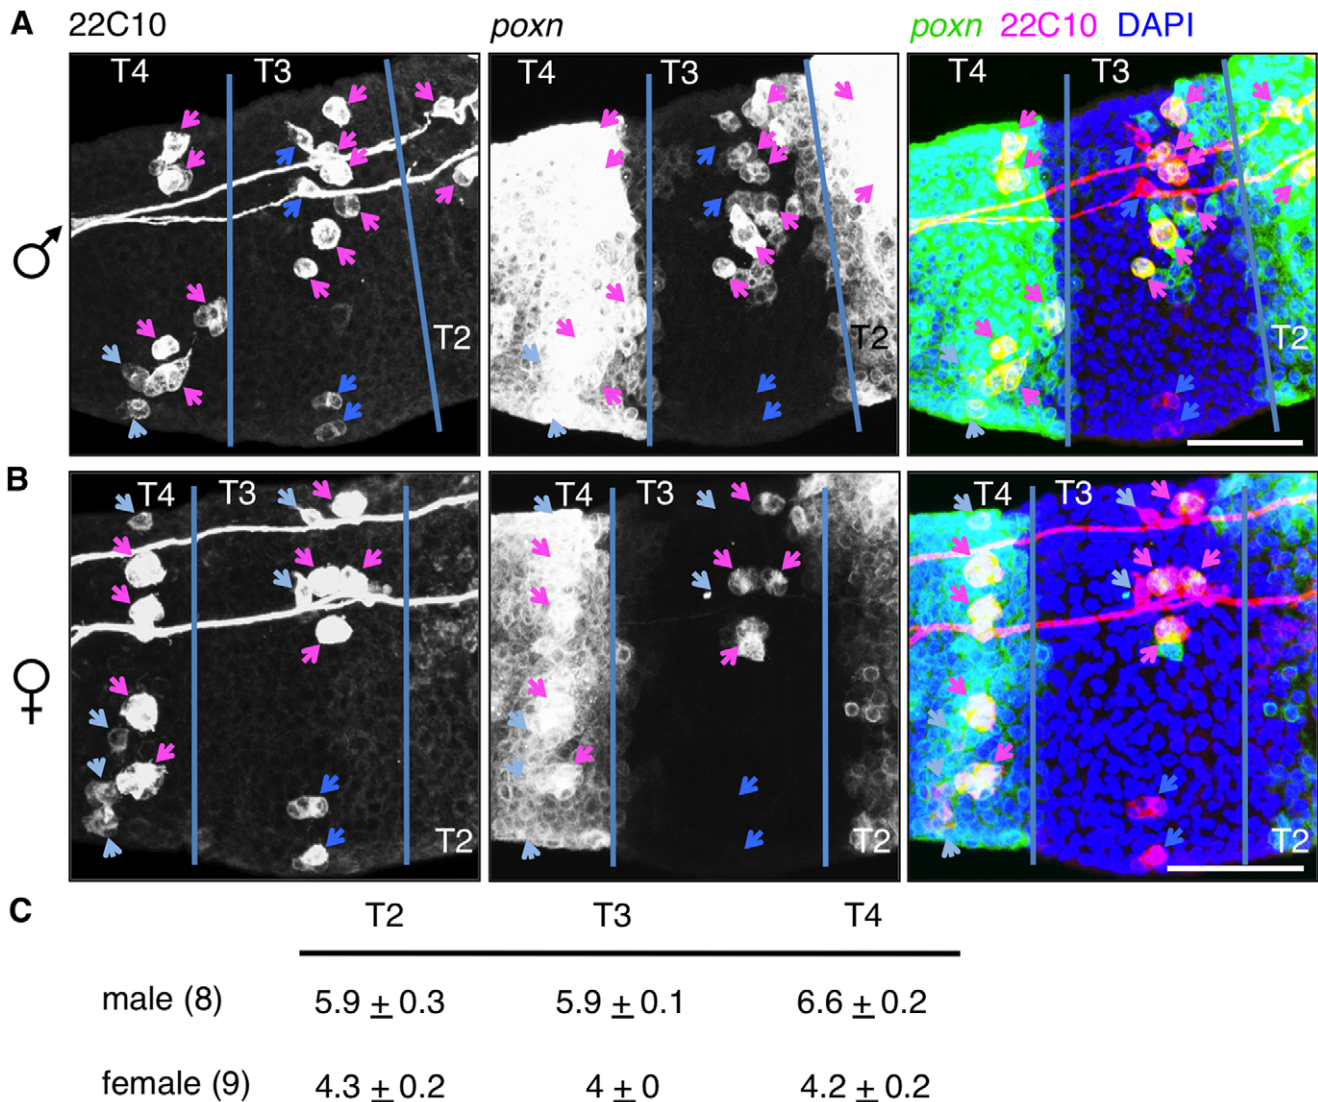 A 22C10 poxn poxn 22C10 DAPI
T4 T3 T4 T3 T4 T3
♂
T2 T2 T2
B T4 T3 T4 T3 T4 T3
♀
T2 T2 T2
C T2 T3 T4
male (8) 5.9 ± 0.3 5.9 ± 0.1 6.6 ± 0.2
female (9) 4.3 ± 0.2 4 ± 0 4.2 ± 0.2